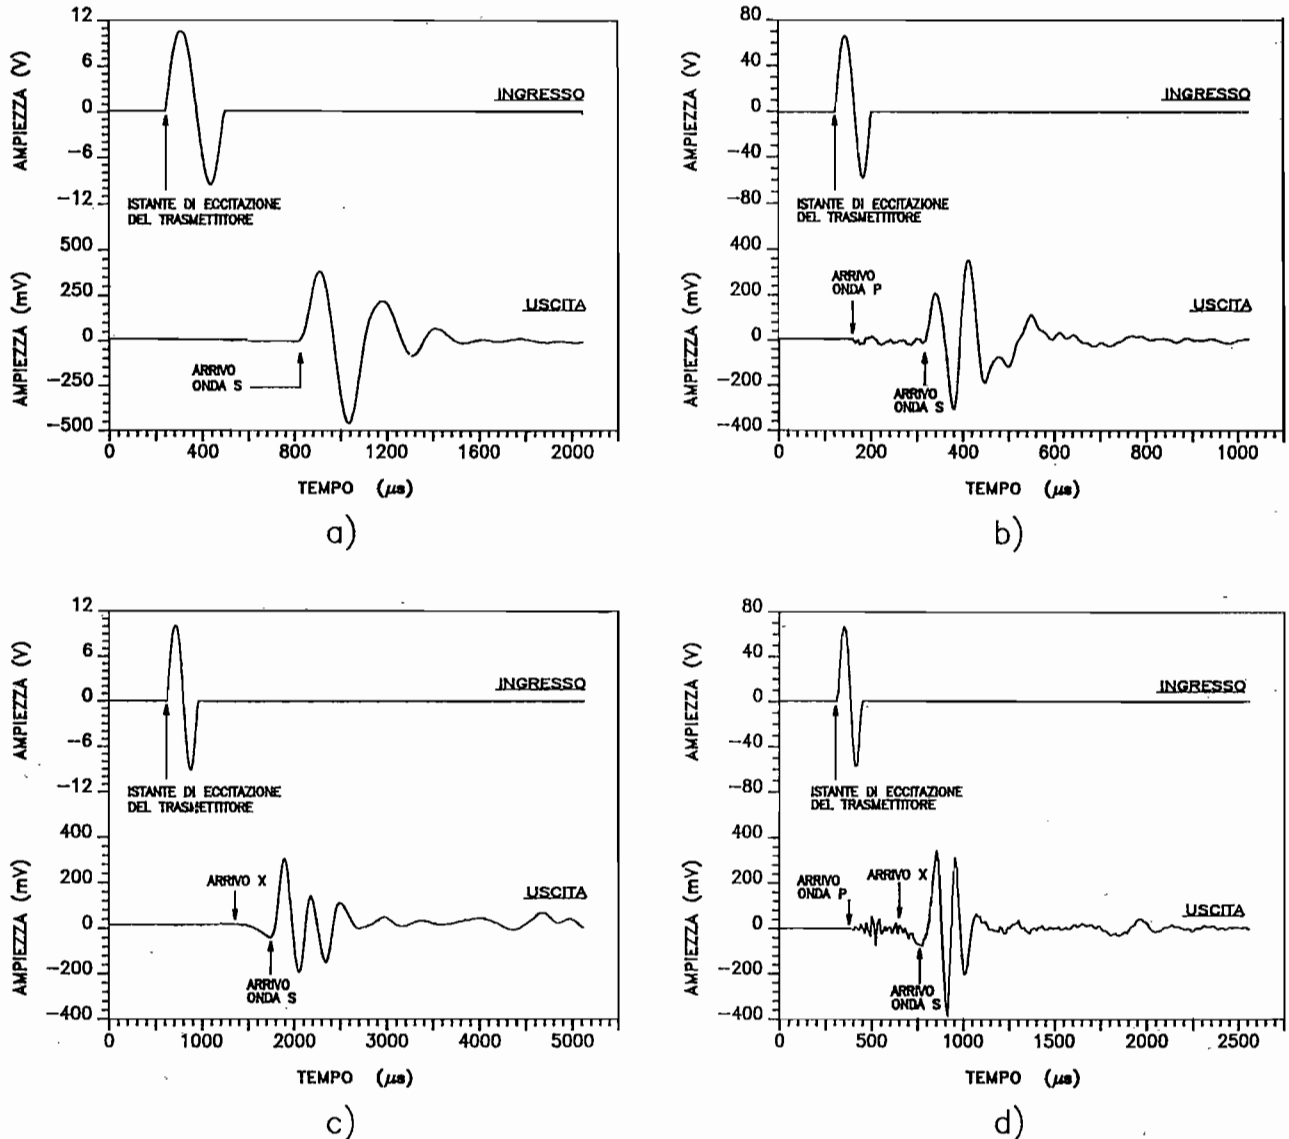 12
6
0
−6
−12
AMPIEZZA (V)
INGRESSO
ISTANTE DI ECCITAZIONE
DEL TRASMETTITORE
500
250
0
−250
−500
AMPIEZZA (mV)
USCITA
ARRIVO
ONDA S
0 400 800 1200 1600 2000
TEMPO (µs)
a)
80
40
0
−40
−80
AMPIEZZA (V)
INGRESSO
ISTANTE DI ECCITAZIONE
DEL TRASMETTITORE
400
200
0
−200
−400
AMPIEZZA (mV)
ARRIVO
ONDA P
USCITA
ARRIVO
ONDA S
0 200 400 600 800 1000
TEMPO (µs)
b)
12
6
0
−6
−12
AMPIEZZA (V)
INGRESSO
ISTANTE DI ECCITAZIONE
DEL TRASMETTITORE
400
200
0
−200
−400
AMPIEZZA (mV)
ARRIVO X
USCITA
ARRIVO
ONDA S
0 1000 2000 3000 4000 5000
TEMPO (µs)
c)
80
40
0
−40
−80
AMPIEZZA (V)
INGRESSO
ISTANTE DI ECCITAZIONE
DEL TRASMETTITORE
400
200
0
−200
−400
AMPIEZZA (mV)
ARRIVO
ONDA P
ARRIVO X
USCITA
ARRIVO
ONDA S
0 500 1000 1500 2000 2500
TEMPO (µs)
d)